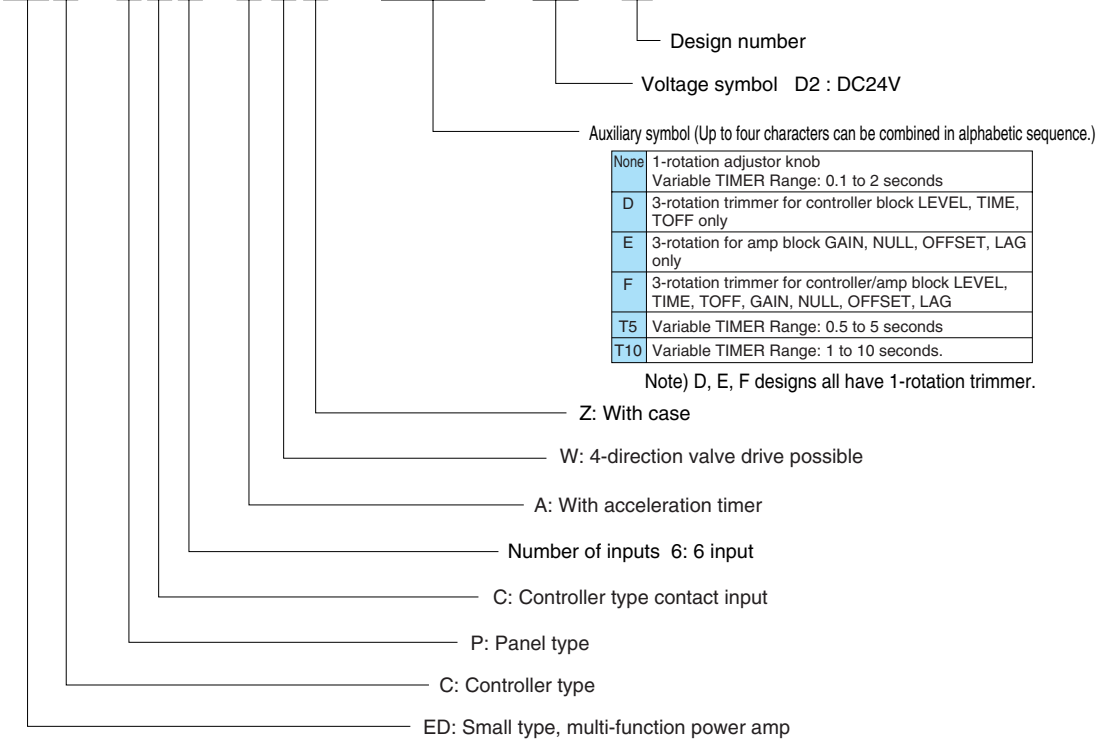 Design number
Voltage symbol D2 : DC24V
Auxiliary symbol (Up to four characters can be combined in alphabetic sequence.)
None 1-rotation adjustor knob
Variable TIMER Range: 0.1 to 2 seconds
D 3-rotation trimmer for controller block LEVEL, TIME,
TOFF only
E 3-rotation for amp block GAIN, NULL, OFFSET, LAG
only
F 3-rotation trimmer for controller/amp block LEVEL,
TIME, TOFF, GAIN, NULL, OFFSET, LAG
T5 Variable TIMER Range: 0.5 to 5 seconds
T10 Variable TIMER Range: 1 to 10 seconds.
Note) D, E, F designs all have 1-rotation trimmer.
Z: With case
W: 4-direction valve drive possible
A: With acceleration timer
Number of inputs 6: 6 input
C: Controller type contact input
P: Panel type
C: Controller type
ED: Small type, multi-function power amp